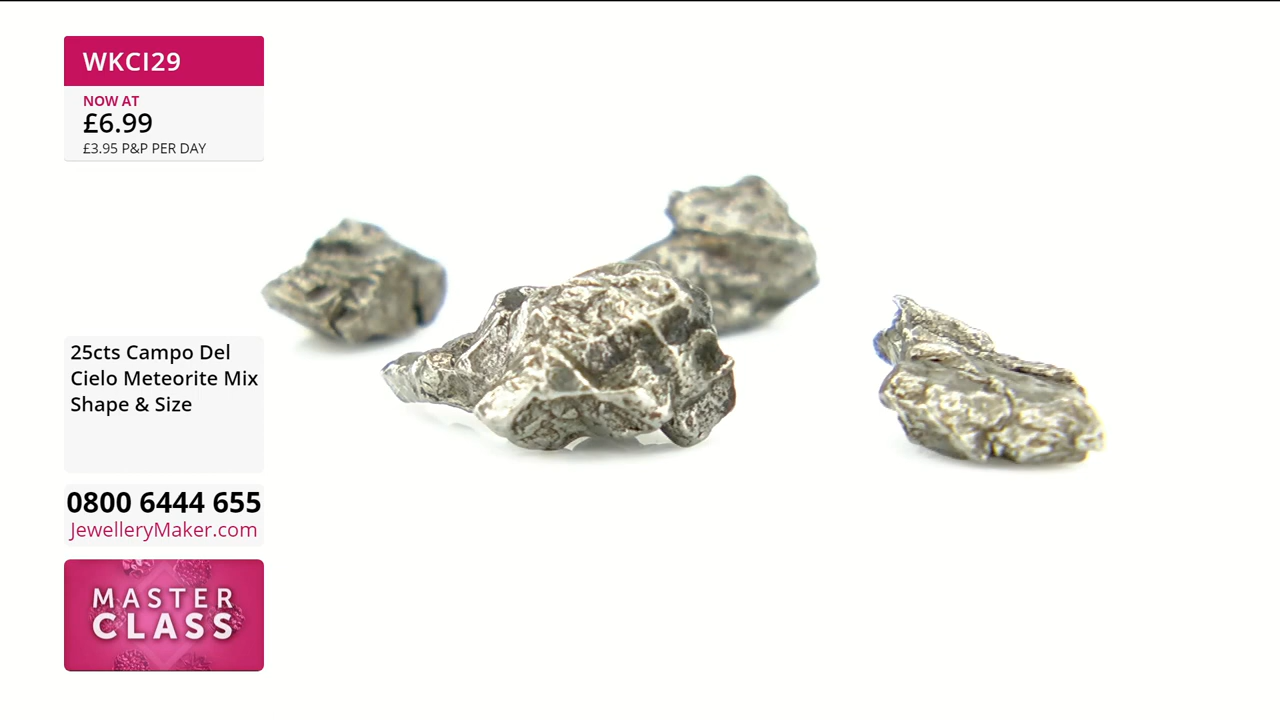 WKCI29
NOW AT
£6.99
£3.95 P&P PER DAY
25cts Campo Del
Cielo Meteorite Mix
Shape & Size
0800 6444 655
JewelleryMaker.com
MASTER
CLASS